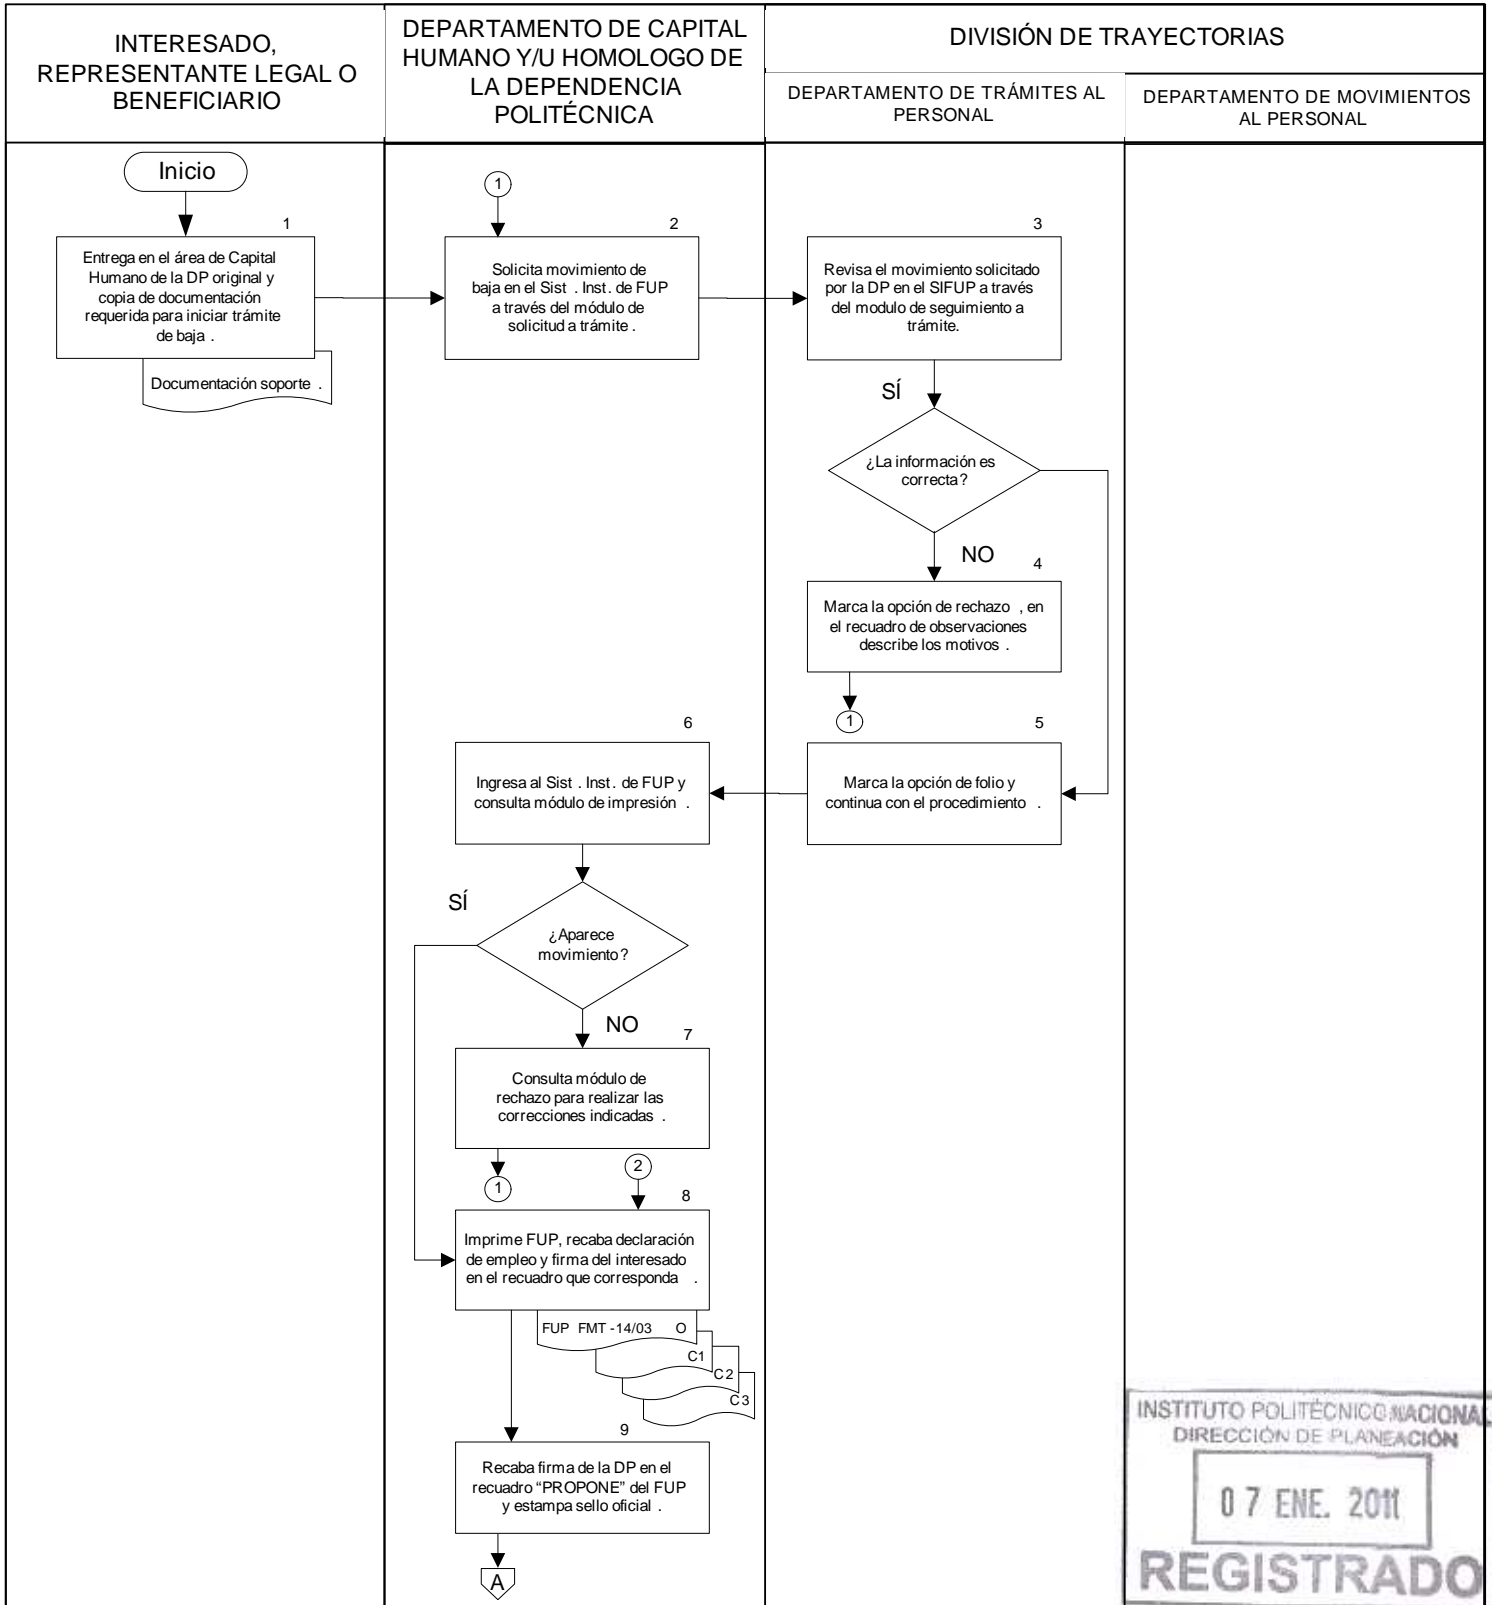 INTERESADO,
REPRESENTANTE LEGAL O
BENEFICIARIO
DEPARTAMENTO DE CAPITAL
HUMANO Y/U HOMOLOGO DE
LA DEPENDENCIA
POLITÉCNICA
DIVISIÓN DE TRAYECTORIAS
DEPARTAMENTO DE TRÁMITES AL
PERSONAL
DEPARTAMENTO DE MOVIMIENTOS
AL PERSONAL
Inicio
1
Entrega en el área de Capital
Humano de la DP original y
copia de documentación
requerida para iniciar trámite
de baja .
Documentación soporte .
1
2
Solicita movimiento de
baja en el Sist . Inst. de FUP
a través del módulo de
solicitud a trámite .
3
Revisa el movimiento solicitado
por la DP en el SIFUP a través
del modulo de seguimiento a
trámite.
SÍ
¿La información es
correcta?
NO
4
Marca la opción de rechazo , en
el recuadro de observaciones
describe los motivos .
1
5
Marca la opción de folio y
continua con el procedimiento .
6
Ingresa al Sist . Inst. de FUP y
consulta módulo de impresión .
SÍ
¿Aparece
movimiento?
NO
7
Consulta módulo de
rechazo para realizar las
correcciones indicadas .
1
2
8
Imprime FUP, recaba declaración
de empleo y firma del interesado
en el recuadro que corresponda .
FUP FMT -14/03 O
C1
C2
C3
9
Recaba firma de la DP en el
recuadro “PROPONE” del FUP
y estampa sello oficial .
A
INSTITUTO POLITÉCNICO NACIONAL
DIRECCIÓN DE PLANEACIÓN
0 7 ENE. 2011
REGISTRADO